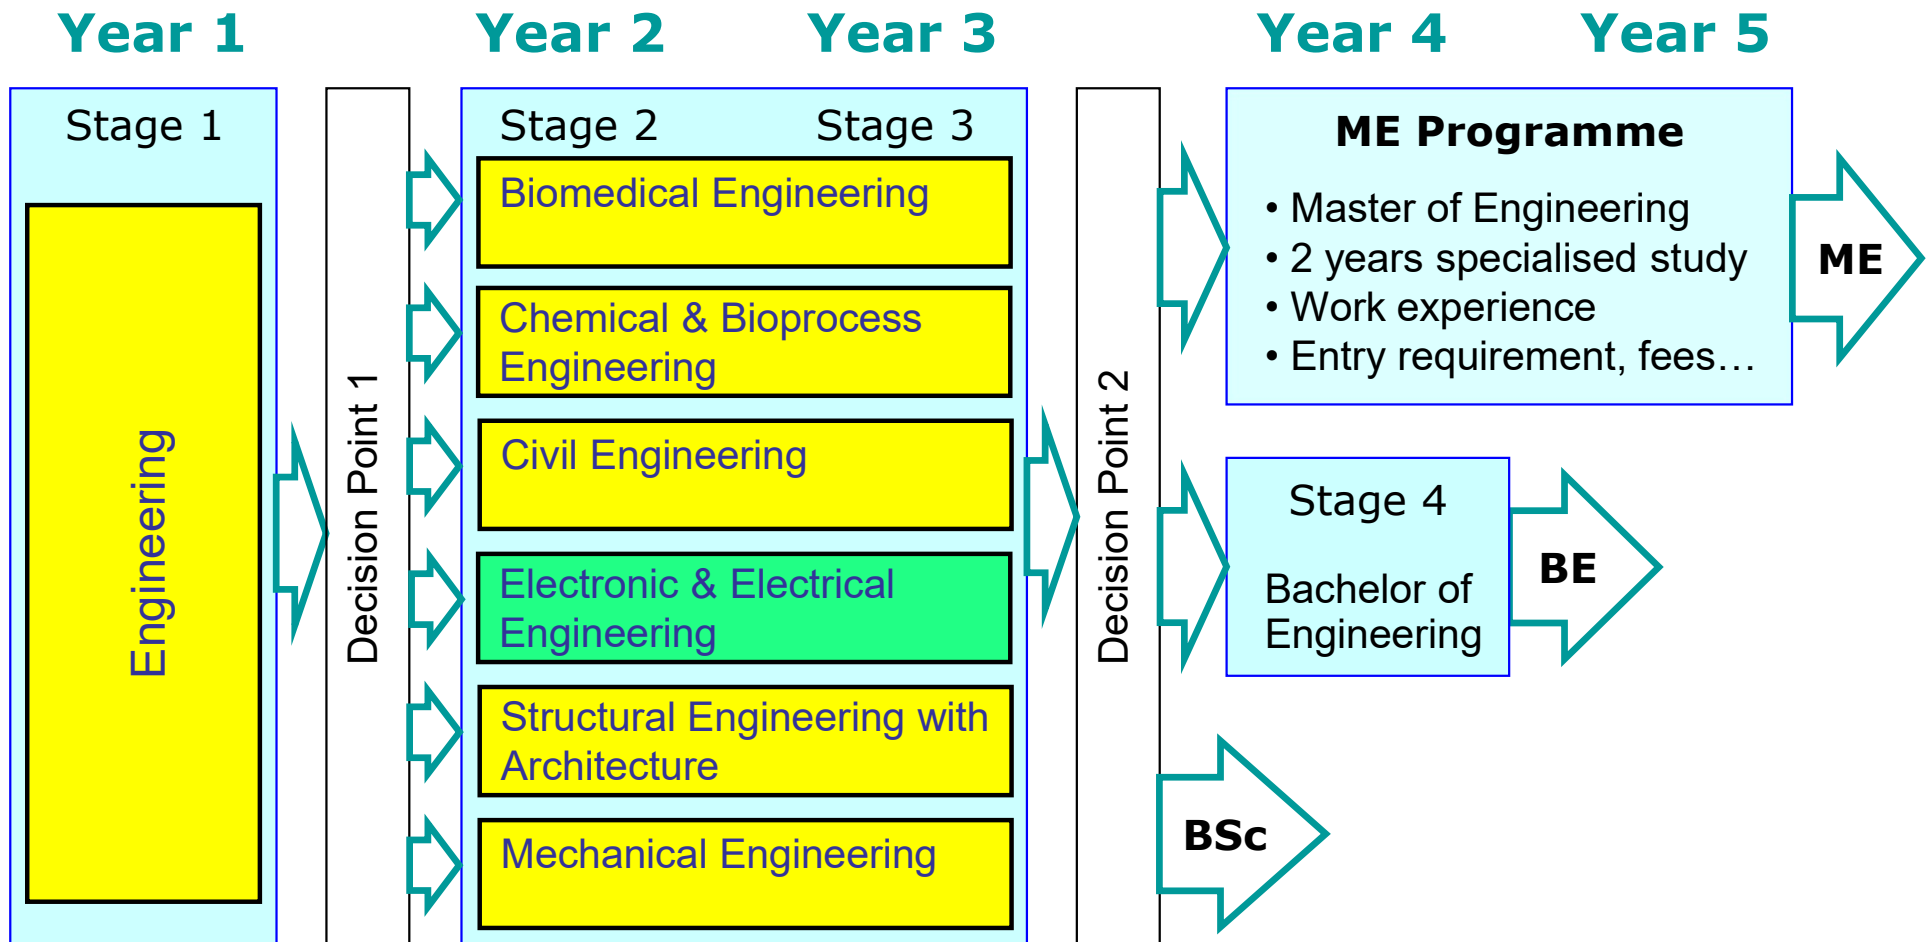 Year 1
Year 2
Year 3
Year 4
Year 5
Stage 1
Engineering
Decision Point 1
Stage 2
Stage 3
Biomedical Engineering
Chemical & Bioprocess
Engineering
Civil Engineering
Electronic & Electrical
Engineering
Structural Engineering with
Architecture
Mechanical Engineering
Decision Point 2
ME Programme
• Master of Engineering
• 2 years specialised study
• Work experience
• Entry requirement, fees…
ME
Stage 4
Bachelor of
Engineering
BE
BSc